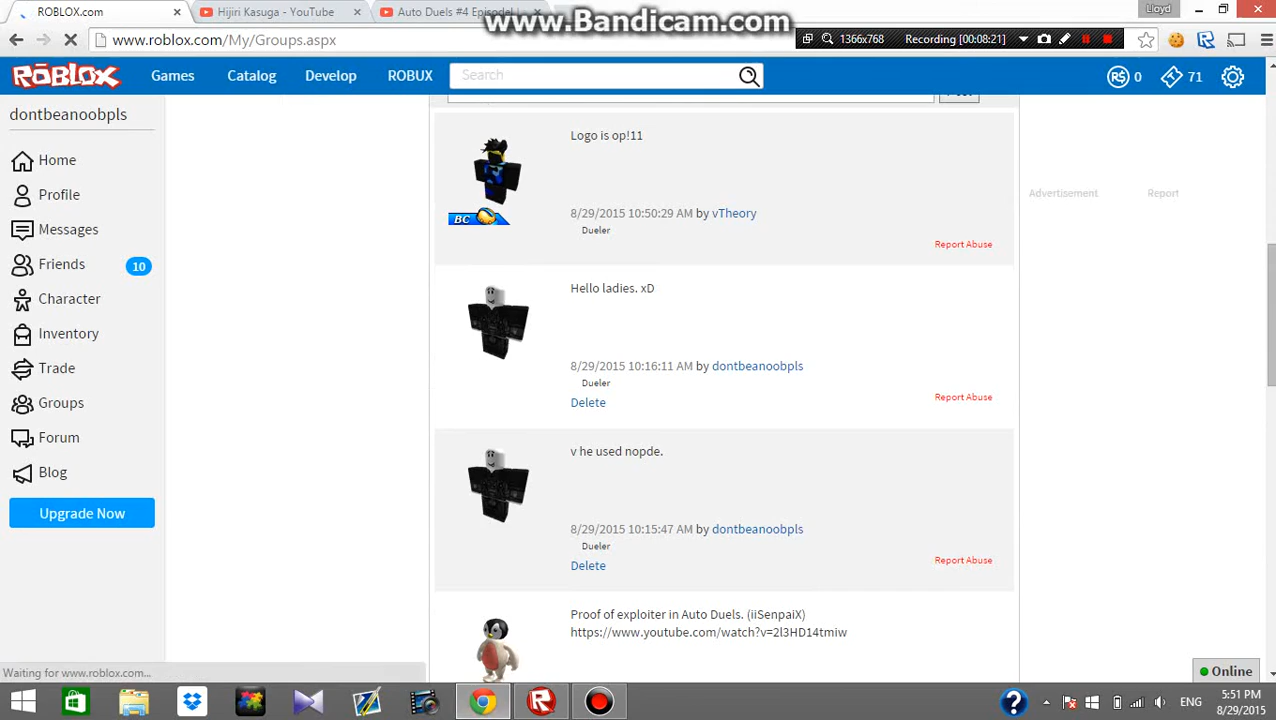 ROBLOX.com
Hijiri Kasuga - YouTube
Auto Duels #4 Episode!
www.Bandicam.com
Lloyd
www.roblox.com/My/Groups.aspx
1366x768
Recording [00:08:21]
ROBLOX
Games
Catalog
Develop
ROBUX
Search
R$ 0
71
dontbeanoobpls
Home
Profile
Messages
Friends
10
Character
Inventory
Trade
Groups
Forum
Blog
Upgrade Now
Logo is op!11
BC
8/29/2015 10:50:29 AM by vTheory
Dueler
Report Abuse
Hello ladies. xD
8/29/2015 10:16:11 AM by dontbeanoobpls
Dueler
Delete
Report Abuse
v he used nopde.
8/29/2015 10:15:47 AM by dontbeanoobpls
Dueler
Delete
Report Abuse
Proof of exploiter in Auto Duels. (iiSenpaiX)
https://www.youtube.com/watch?v=2l3HD14tmiw
Advertisement
Report
Waiting for www.roblox.com...
Online
ENG
5:51 PM
8/29/2015